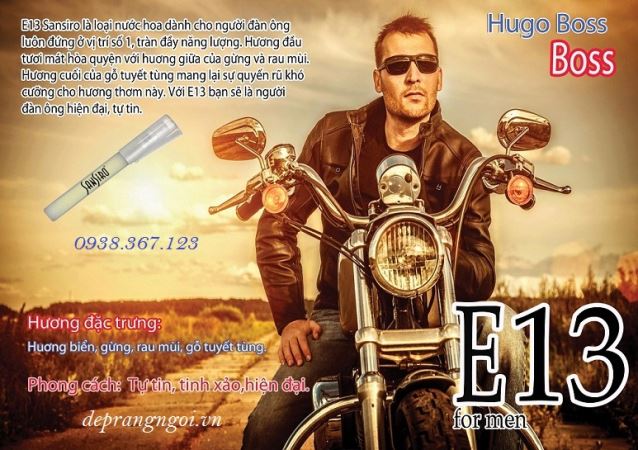 E13 Sansiro là loại nước hoa dành cho người đàn ông
luôn đứng ở vị trí số 1, tràn đầy năng lượng. Hương đầu
tươi mát hòa quyện với hương giữa của gừng và rau mùi.
Hương cuối của gỗ tuyết tùng mang lại sự quyến rũ khó
cưỡng cho hương thơm này. Với E13 bạn sẽ là người
đàn ông hiện đại, tự tin.
Hugo Boss
Boss
SANSIRO
0938.367.123
Hương đặc trưng:
Hương biển, gừng, rau mùi, gỗ tuyết tùng.
Phong cách: Tự tin, tinh xảo,hiện đại.
deprangngoi.vn
E13
for men